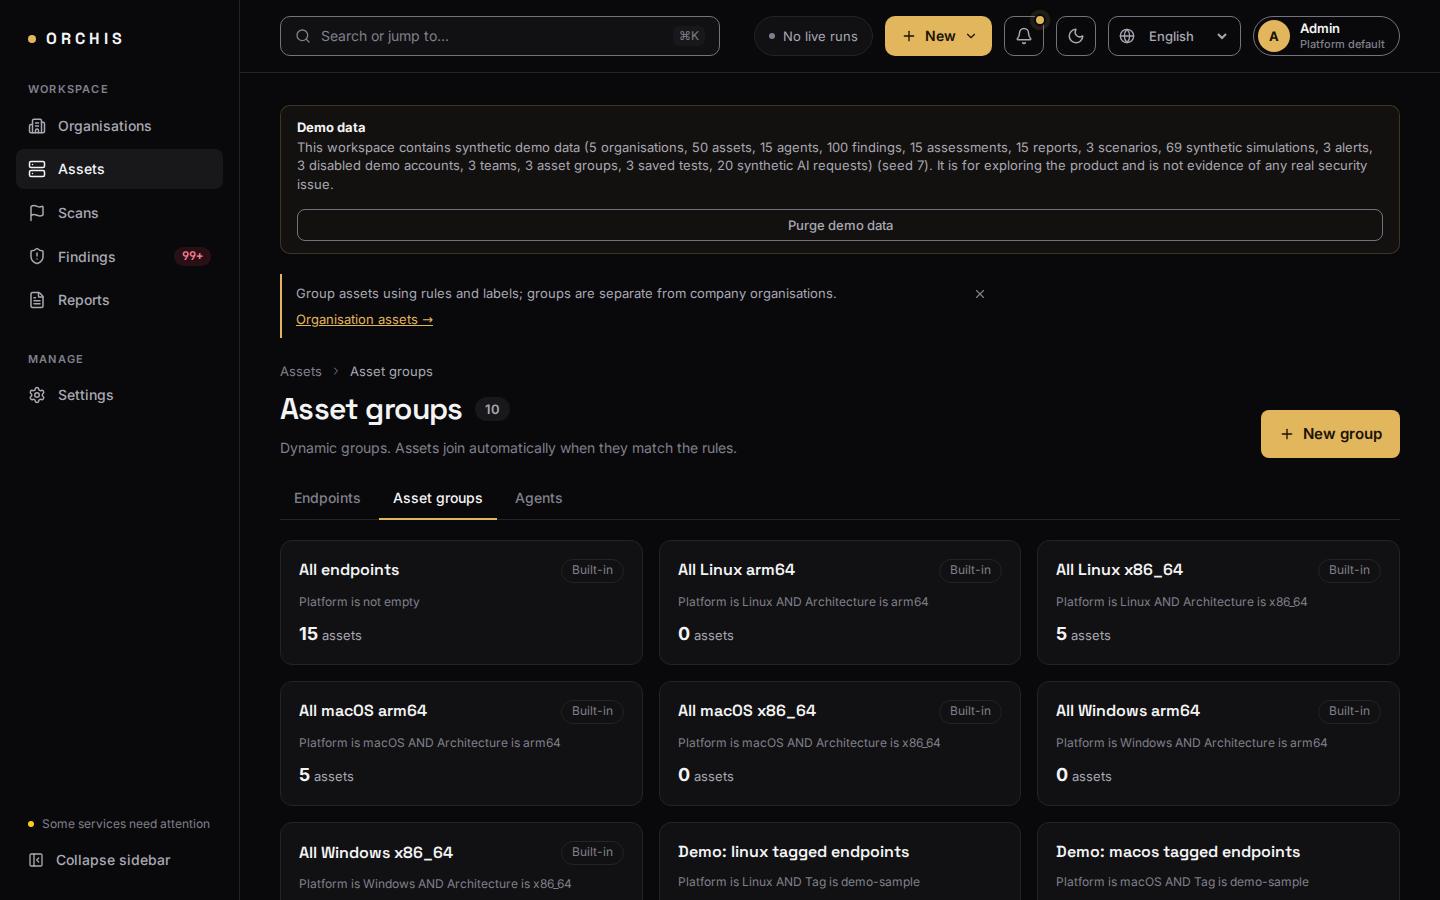 ORCHIS
Search or jump to...
⌘K
No live runs
New
English
A
Admin
Platform default
WORKSPACE
Organisations
Assets
Scans
Findings
99+
Reports
MANAGE
Settings
Some services need attention
Collapse sidebar
Demo data
This workspace contains synthetic demo data (5 organisations, 50 assets, 15 agents, 100 findings, 15 assessments, 15 reports, 3 scenarios, 69 synthetic simulations, 3 alerts,
3 disabled demo accounts, 3 teams, 3 asset groups, 3 saved tests, 20 synthetic AI requests) (seed 7). It is for exploring the product and is not evidence of any real security
issue.
Purge demo data
Group assets using rules and labels; groups are separate from company organisations.
Organisation assets →
Assets > Asset groups
Asset groups 10
Dynamic groups. Assets join automatically when they match the rules.
New group
Endpoints
Asset groups
Agents
All endpoints
Built-in
Platform is not empty
15 assets
All Linux arm64
Built-in
Platform is Linux AND Architecture is arm64
0 assets
All Linux x86_64
Built-in
Platform is Linux AND Architecture is x86_64
5 assets
All macOS arm64
Built-in
Platform is macOS AND Architecture is arm64
5 assets
All macOS x86_64
Built-in
Platform is macOS AND Architecture is x86_64
0 assets
All Windows arm64
Built-in
Platform is Windows AND Architecture is arm64
0 assets
All Windows x86_64
Built-in
Platform is Windows AND Architecture is x86_64
Demo: linux tagged endpoints
Platform is Linux AND Tag is demo-sample
Demo: macos tagged endpoints
Platform is macOS AND Tag is demo-sample